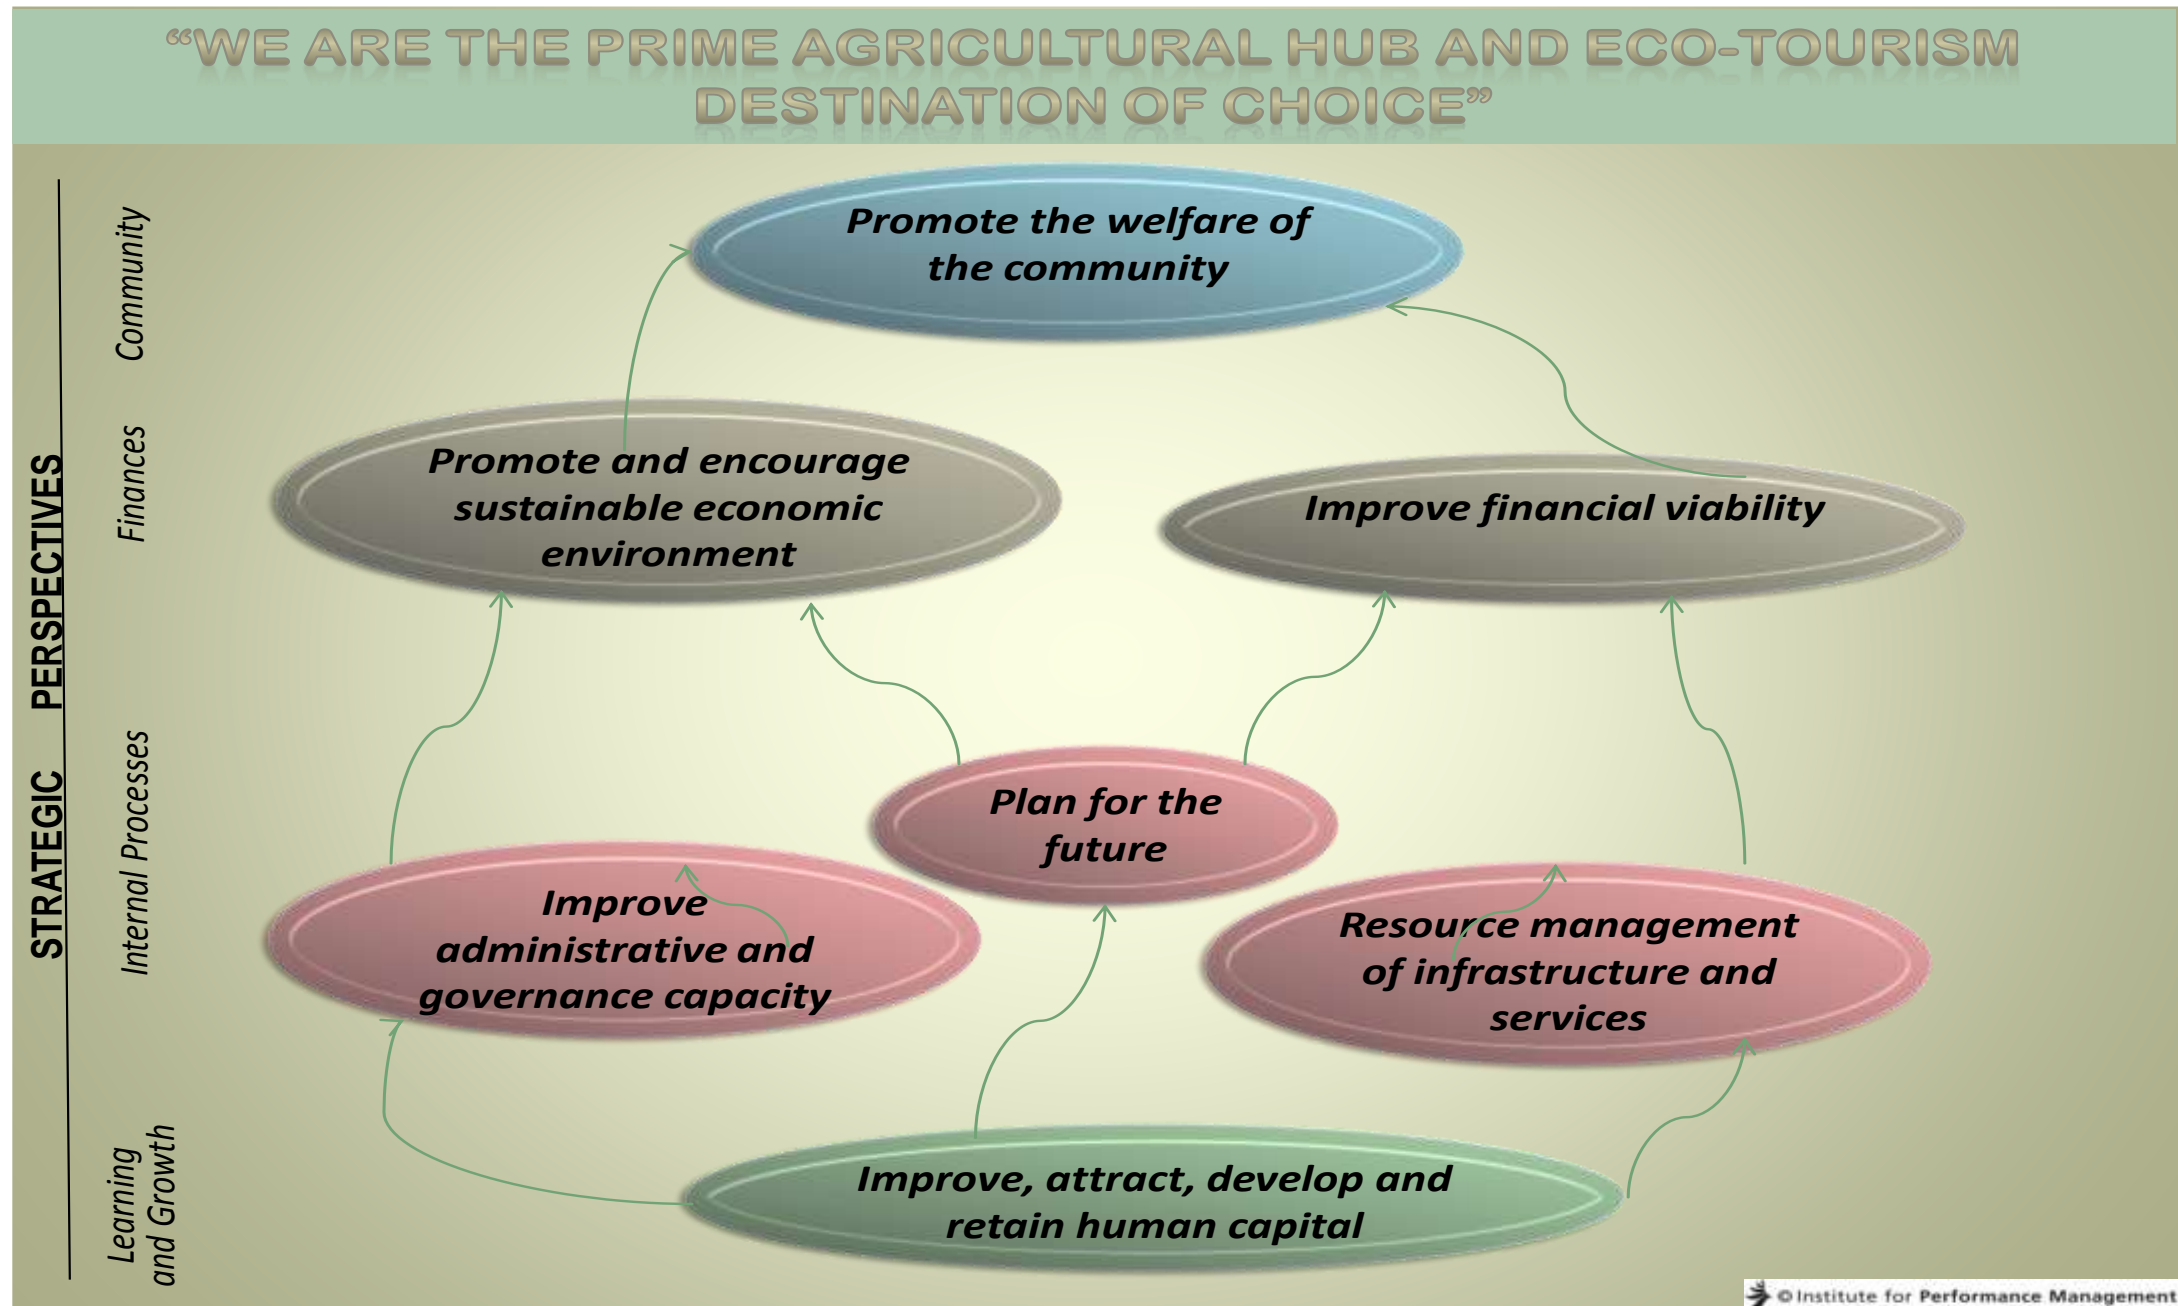 “WE ARE THE PRIME AGRICULTURAL HUB AND ECO-TOURISM
DESTINATION OF CHOICE”
STRATEGIC PERSPECTIVES
Community
Promote the welfare of
the community
Finances
Promote and encourage
sustainable economic
environment
Improve financial viability
Internal Processes
Plan for the
future
Improve
administrative and
governance capacity
Resource management
of infrastructure and
services
Learning
and Growth
Improve, attract, develop and
retain human capital
© Institute for Performance Management